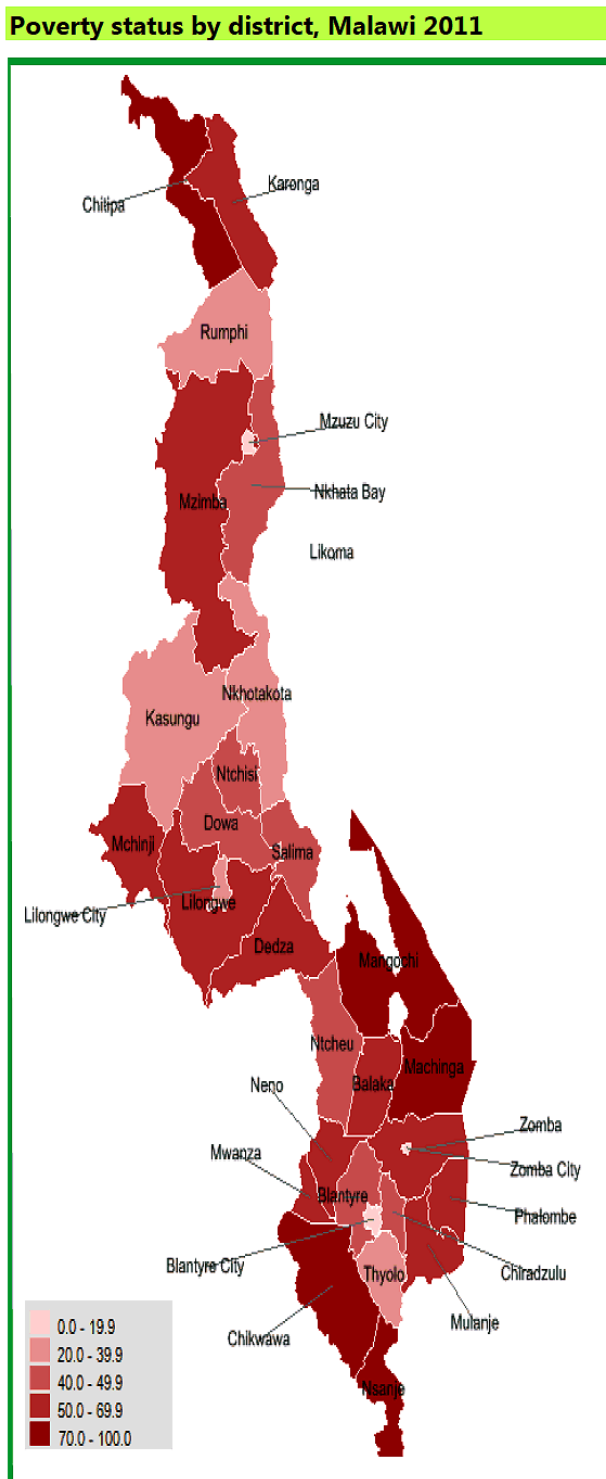 Poverty status by district, Malawi 2011
Chitipa
Karonga
Rumphi
Mzuzu City
Nkhata Bay
Mzimba
Likoma
Nkhotakota
Kasungu
Ntchisi
Dowa
Mchinji
Salima
Lilongwe
Lilongwe City
Dedza
Mangochi
Ntcheu
Machinga
Balaka
Neno
Zomba
Mwanza
Zomba City
Blantyre
Phalombe
Blantyre City
Thyolo
Chiradzulu
Mulanje
Chikwawa
Nsanje
0.0 - 19.9
20.0 - 39.9
40.0 - 49.9
50.0 - 69.9
70.0 - 100.0